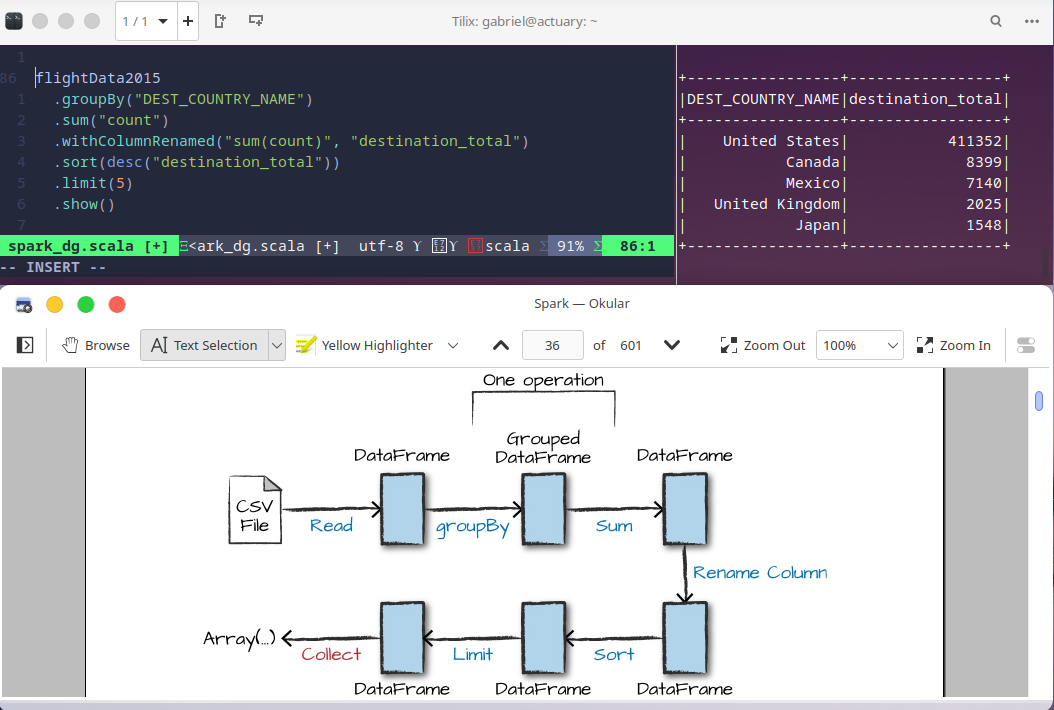 1 / 1
Tilix: gabriel@actuary: ~
1
86 flightData2015
1 .groupBy("DEST_COUNTRY_NAME")
2 .sum("count")
3 .withColumnRenamed("sum(count)", "destination_total")
4 .sort(desc("destination_total"))
5 .limit(5)
6 .show()
7
spark_dg.scala [+] <ark_dg.scala [+] utf-8 scala 91% 86:1
-- INSERT --
+-----------------+-----------------+
|DEST_COUNTRY_NAME|destination_total|
+-----------------+-----------------+
| United States| 411352|
| Canada| 8399|
| Mexico| 7140|
| United Kingdom| 2025|
| Japan| 1548|
+-----------------+-----------------+
Spark — Okular
Browse Text Selection Yellow Highlighter 36 of 601 Zoom Out 100% Zoom In
One operation
DataFrame
Grouped
DataFrame
DataFrame
CSV
File
Read
groupBy
Sum
Rename Column
Array(...)
Collect
Limit
Sort
DataFrame
DataFrame
DataFrame